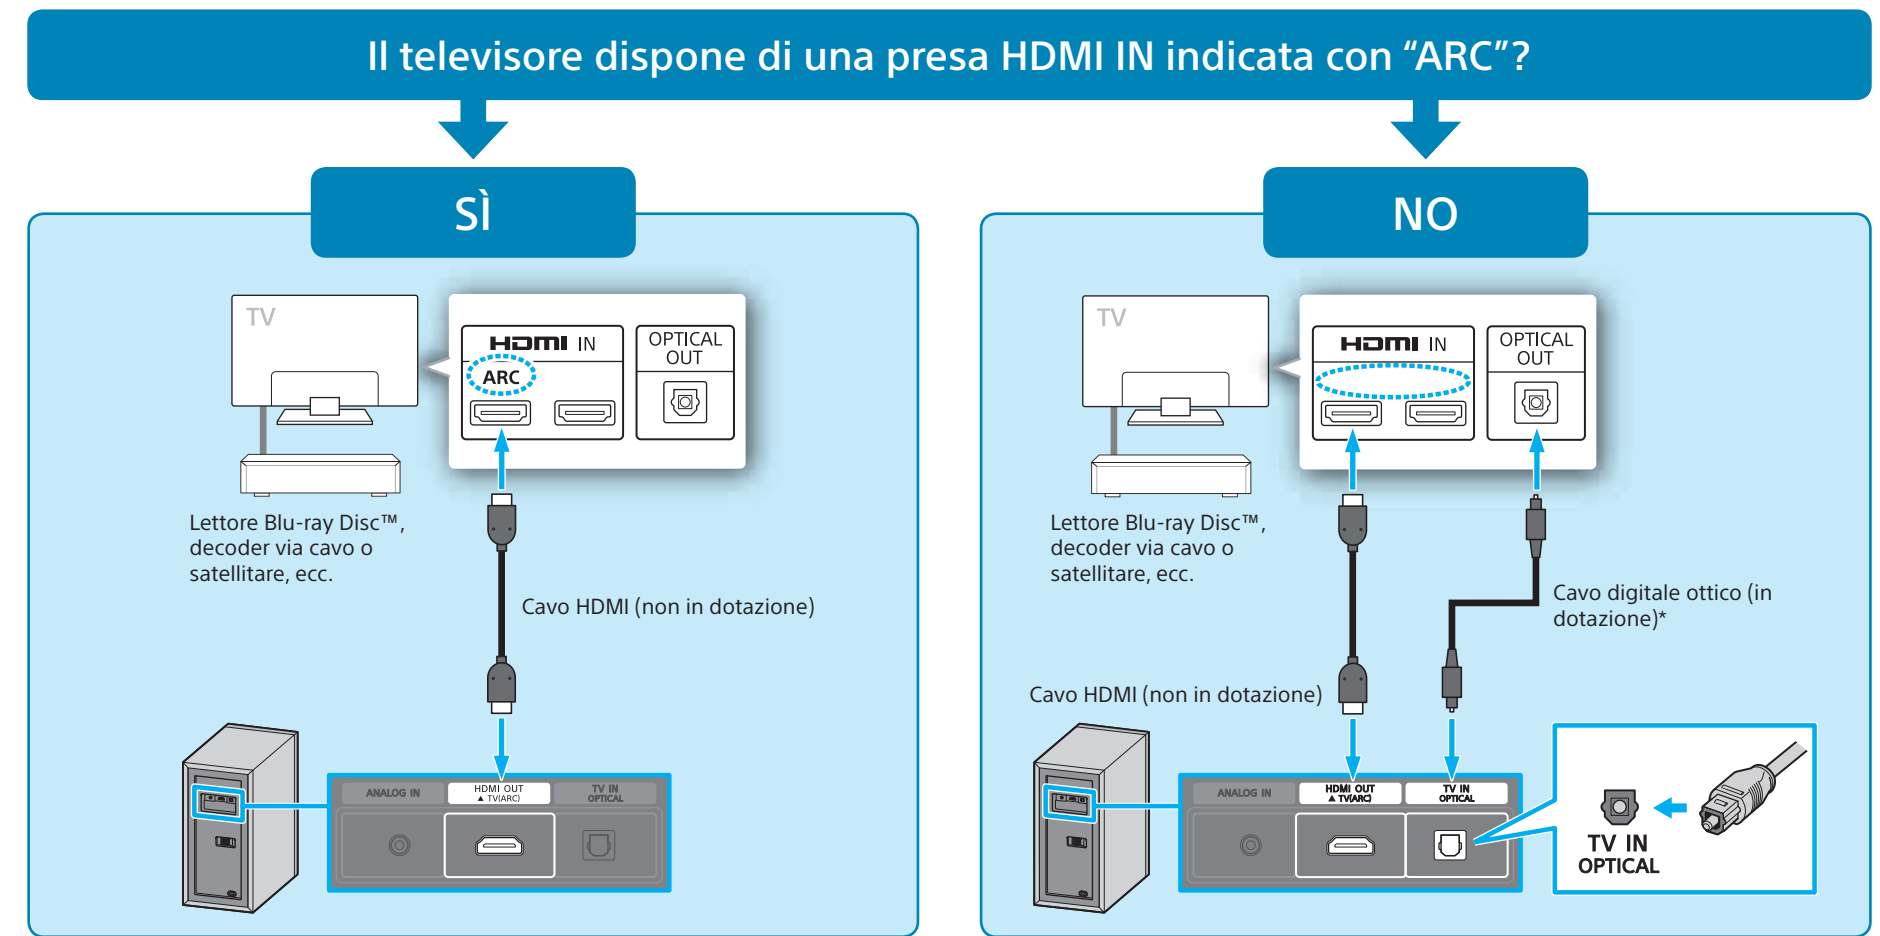 Il televisore dispone di una presa HDMI IN indicata con “ARC”?
SÌ
TV
HDMI IN
ARC
OPTICAL
OUT
Lettore Blu-ray Disc™,
decoder via cavo o
satellitare, ecc.
Cavo HDMI (non in dotazione)
ANALOG IN
HDMI OUT
▲ TV(ARC)
TV IN
OPTICAL
NO
TV
HDMI IN
OPTICAL
OUT
Lettore Blu-ray Disc™,
decoder via cavo o
satellitare, ecc.
Cavo digitale ottico (in
dotazione)*
Cavo HDMI (non in dotazione)
ANALOG IN
HDMI OUT
▲ TV(ARC)
TV IN
OPTICAL
TV IN
OPTICAL